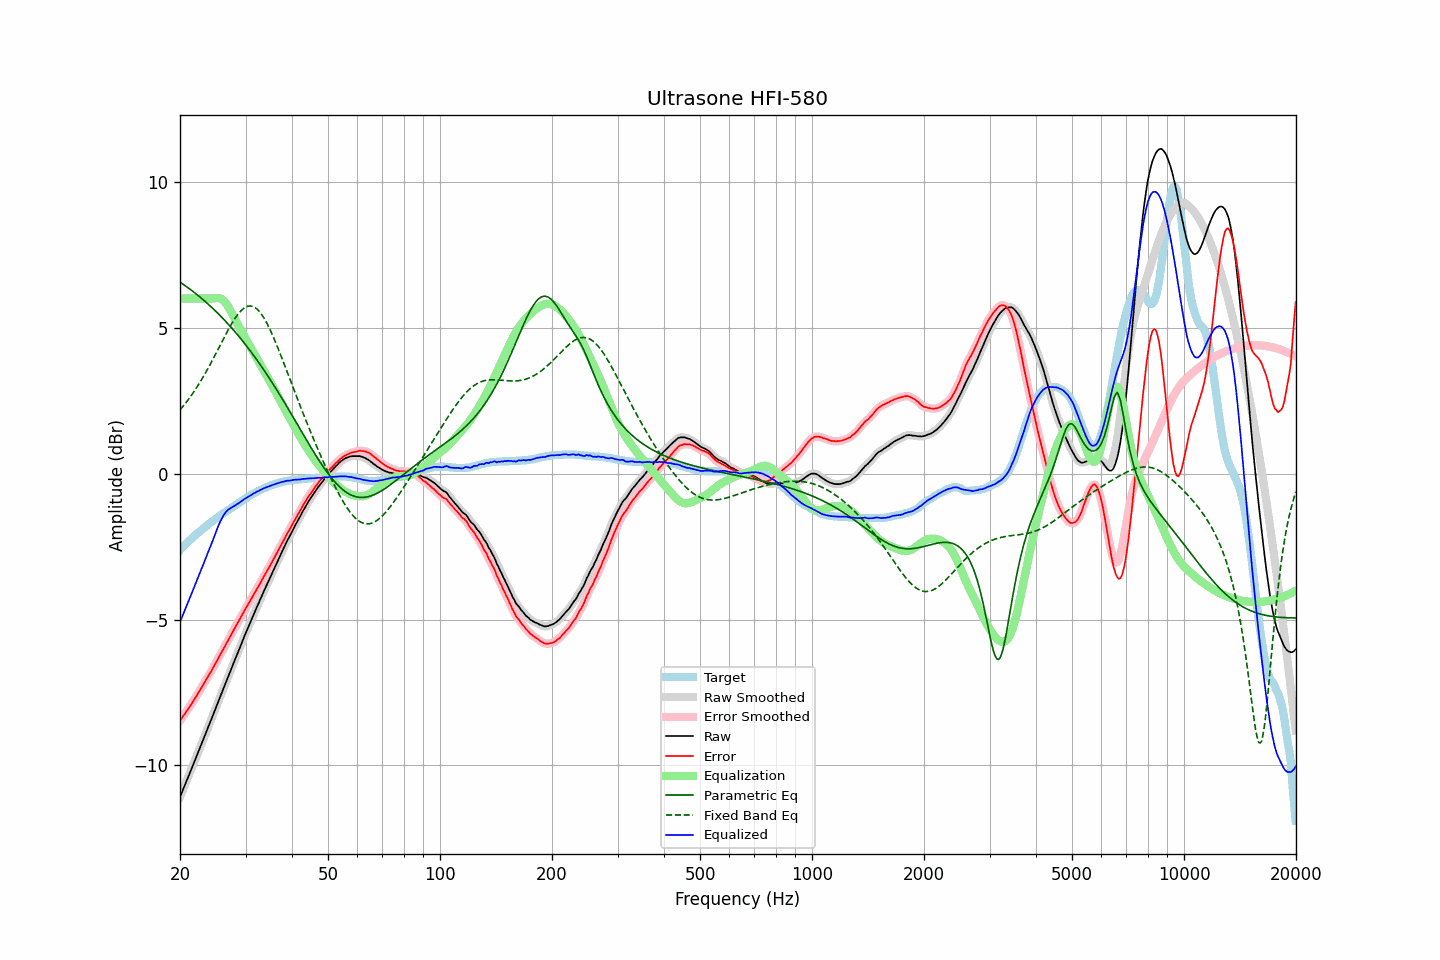 Ultrasone HFI-580
Amplitude (dBr)
10
5
0
−5
−10
Target
Raw Smoothed
Error Smoothed
Raw
Error
Equalization
Parametric Eq
Fixed Band Eq
Equalized
20
50
100
200
500
1000
2000
5000
10000
20000
Frequency (Hz)